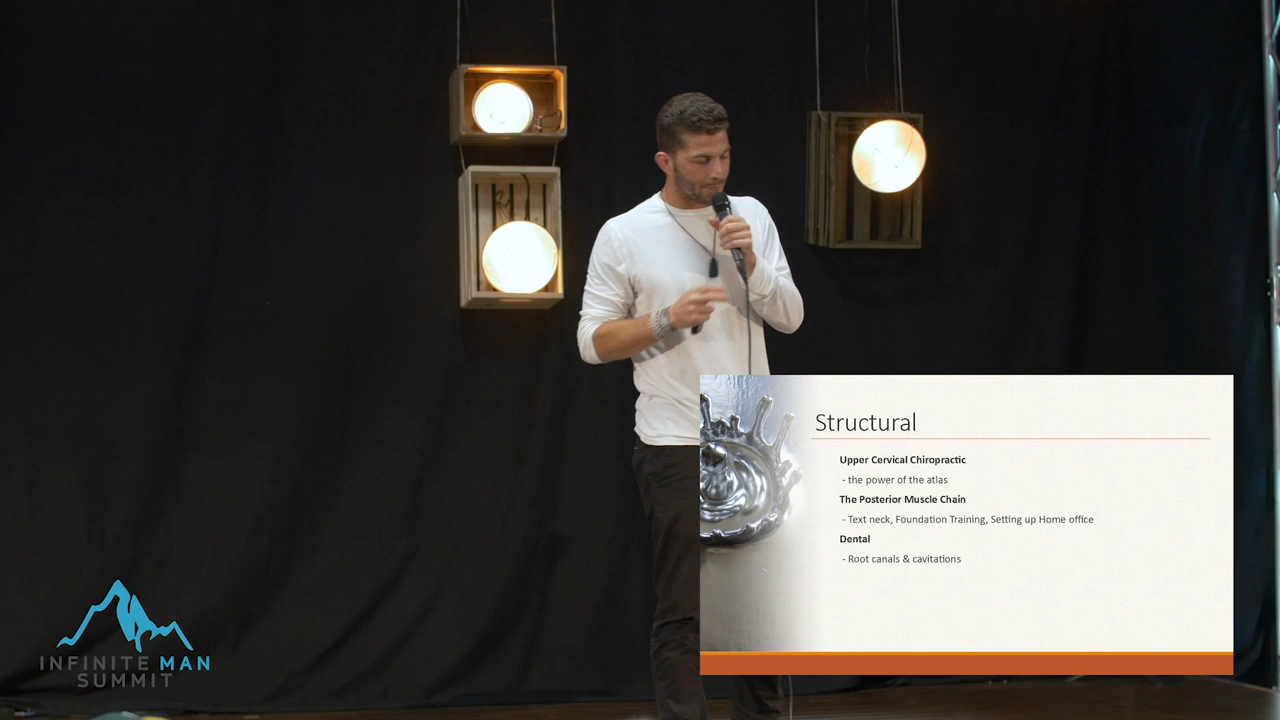 Structural
Upper Cervical Chiropractic
- the power of the atlas
The Posterior Muscle Chain
- Text neck, Foundation Training, Setting up Home office
Dental
- Root canals & cavitations
INFINITE MAN
SUMMIT